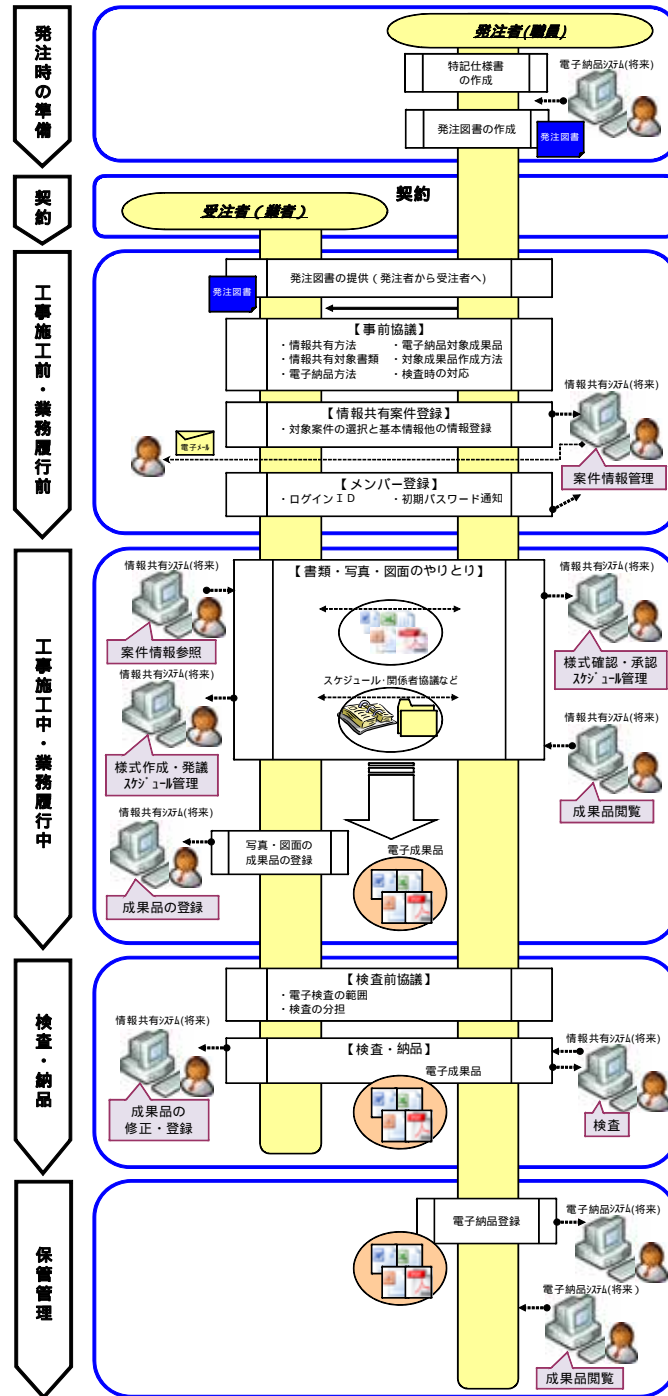 発注時の準備
発注者(職員)
特記仕様書
の作成
電子納品システム(将来)
発注図書の作成
発注図書
契約
契約
受注者(業者)
工事施工前・業務履行前
発注図書の提供(発注者から受注者へ)
発注図書
【事前協議】
・情報共有方法 ・電子納品対象成果品
・情報共有対象書類 ・対象成果品作成方法
・電子納品方法 ・検査時の対応
情報共有システム(将来)
【情報共有案件登録】
・対象案件の選択と基本情報他の情報登録
電子メール
案件情報管理
【メンバー登録】
・ログインID ・初期パスワード通知
工事施工中・業務履行中
情報共有システム(将来)
【書類・写真・図面のやりとり】
情報共有システム(将来)
案件情報参照
様式確認・承認
スケジュール管理
情報共有システム(将来)
スケジュール・関係者協議など
様式作成・発議
スケジュール管理
情報共有システム(将来)
成果品閲覧
情報共有システム(将来)
写真・図面の
成果品の登録
電子成果品
成果品の登録
検査・納品
【検査前協議】
・電子検査の範囲
・検査の分担
情報共有システム(将来)
【検査・納品】
情報共有システム(将来)
電子成果品
成果品の
修正・登録
検査
保管管理
電子納品登録
電子納品システム(将来)
電子納品システム(将来)
成果品閲覧